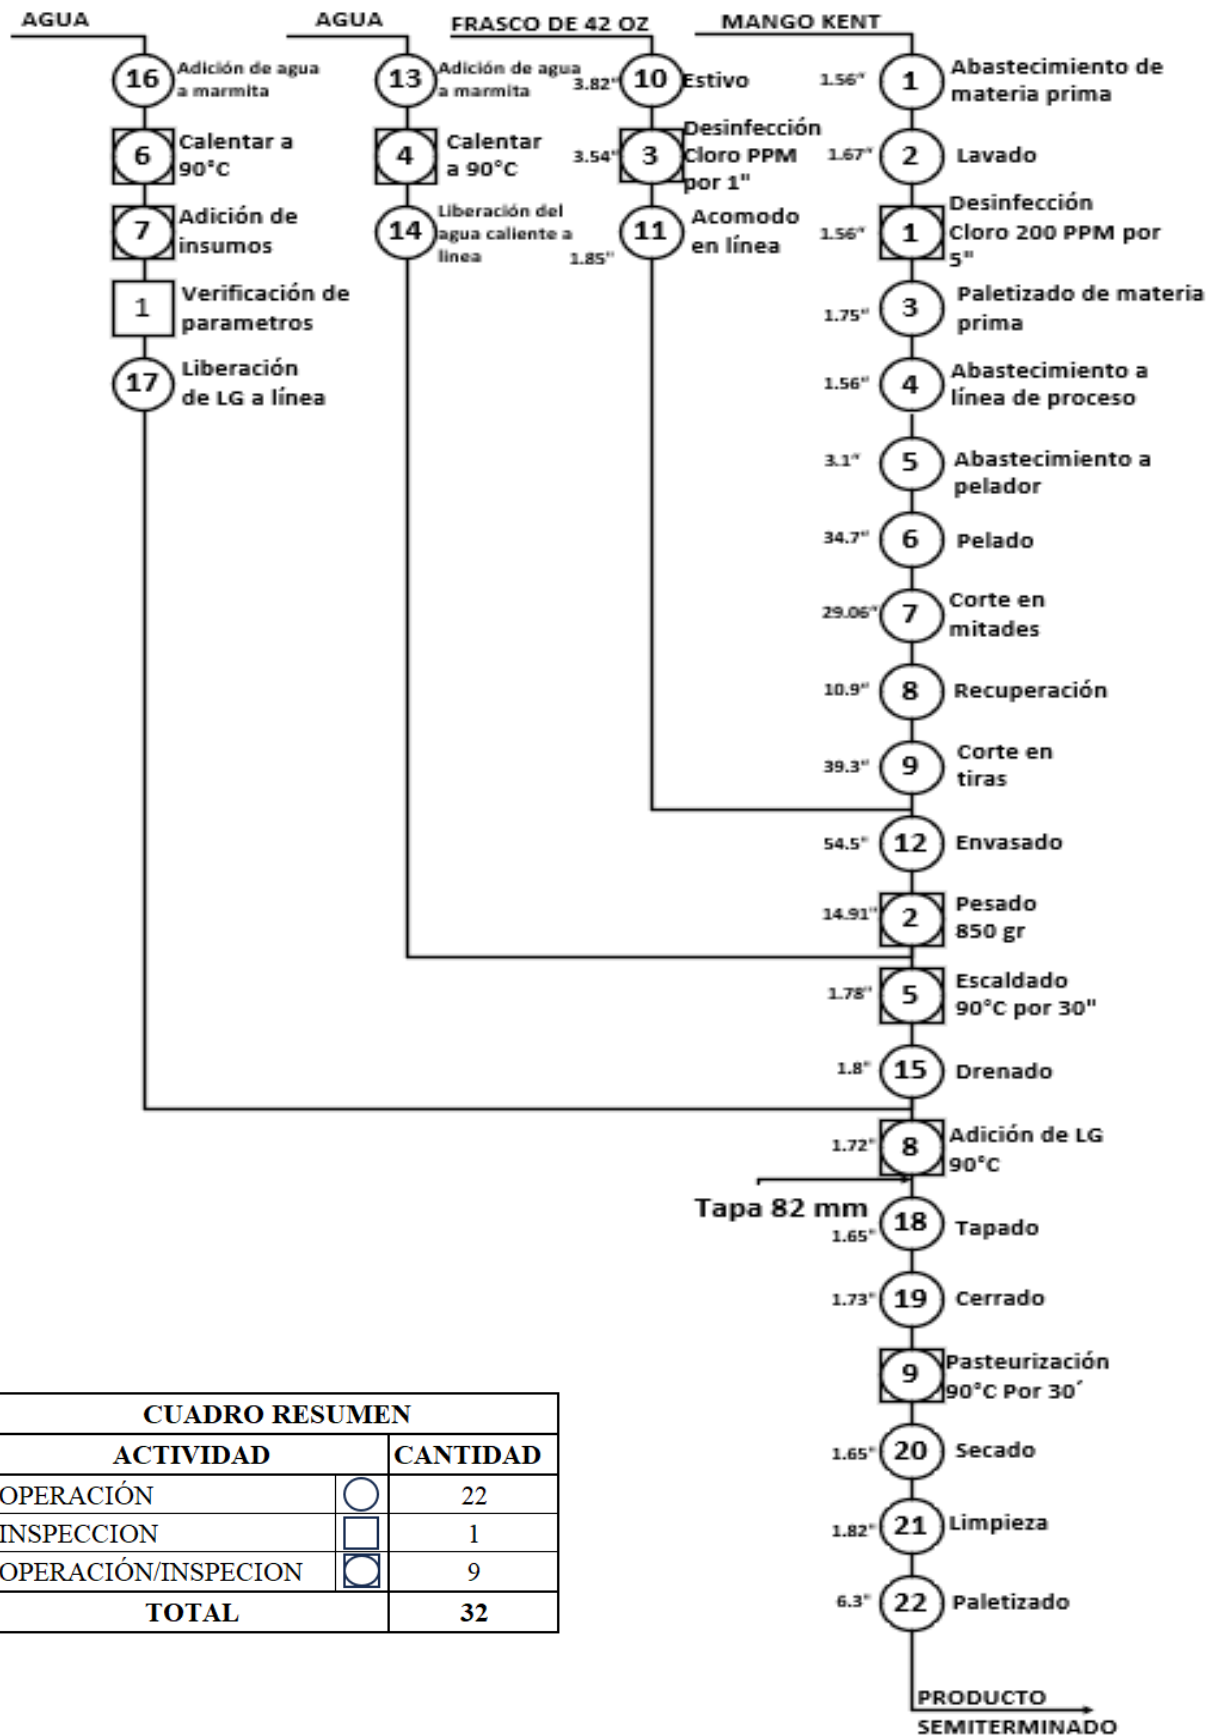 AGUA
16
Adición de agua
a marmita
6
Calentar a
90°C
7
Adición de
insumos
1
Verificación de
parametros
17
Liberación
de LG a línea
AGUA
13
Adición de agua
a marmita
4
Calentar
a 90°C
14
Liberación del
agua caliente a
linea
FRASCO DE 42 OZ
3.82"
10
Estivo
3.54"
3
Desinfección
Cloro PPM
por 1"
1.85"
11
Acomodo
en línea
MANGO KENT
1.56"
1
Abastecimiento de
materia prima
1.67"
2
Lavado
1.56"
1
Desinfección
Cloro 200 PPM por
5"
1.75"
3
Paletizado de materia
prima
1.56"
4
Abastecimiento a
línea de proceso
3.1"
5
Abastecimiento a
pelador
34.7"
6
Pelado
29.06"
7
Corte en
mitades
10.9"
8
Recuperación
39.3"
9
Corte en
tiras
54.5"
12
Envasado
14.91"
2
Pesado
850 gr
1.78"
5
Escaldado
90°C por 30"
1.8"
15
Drenado
1.72"
8
Adición de LG
90°C
Tapa 82 mm
1.65"
18
Tapado
1.73"
19
Cerrado
9
Pasteurización
90°C Por 30´
1.65"
20
Secado
1.82"
21
Limpieza
6.3"
22
Paletizado
PRODUCTO
SEMITERMINADO
CUADRO RESUMEN
ACTIVIDAD CANTIDAD
OPERACIÓN 22
INSPECCION 1
OPERACIÓN/INSPECION 9
TOTAL 32